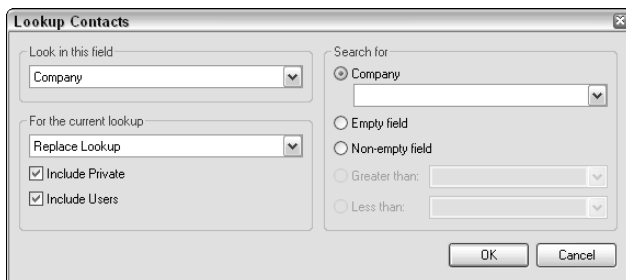 Lookup Contacts
Look in this field
Company
For the current lookup
Replace Lookup
Include Private
Include Users
Search for
Company
Empty field
Non-empty field
Greater than:
Less than:
OK
Cancel